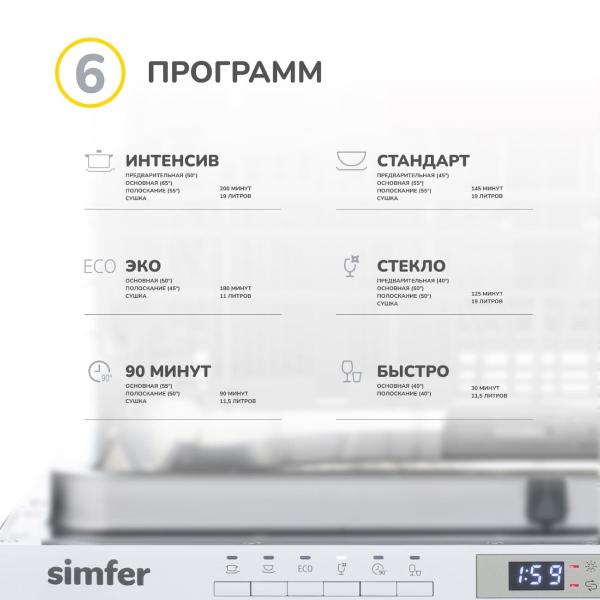 6 ПРОГРАММ
ИНТЕНСИВ
ПРЕДВАРИТЕЛЬНАЯ (50°)
ОСНОВНАЯ (65°)
ПОЛОСКАНИЕ (55°)
СУШКА
200 МИНУТ
19 ЛИТРОВ
СТАНДАРТ
ПРЕДВАРИТЕЛЬНАЯ (45°)
ОСНОВНАЯ (55°)
ПОЛОСКАНИЕ (55°)
СУШКА
145 МИНУТ
19 ЛИТРОВ
ECO ЭКО
ОСНОВНАЯ (50°)
ПОЛОСКАНИЕ (45°)
СУШКА
180 МИНУТ
11 ЛИТРОВ
СТЕКЛО
ПРЕДВАРИТЕЛЬНАЯ (40°)
ОСНОВНАЯ (50°)
ПОЛОСКАНИЕ (50°)
СУШКА
125 МИНУТ
19 ЛИТРОВ
90' 90 МИНУТ
ОСНОВНАЯ (55°)
ПОЛОСКАНИЕ (50°)
СУШКА
90 МИНУТ
11,5 ЛИТРОВ
БЫСТРО
ОСНОВНАЯ (40°)
ПОЛОСКАНИЕ (40°)
30 МИНУТ
11,5 ЛИТРОВ
simfer
ECO
90'
1:59